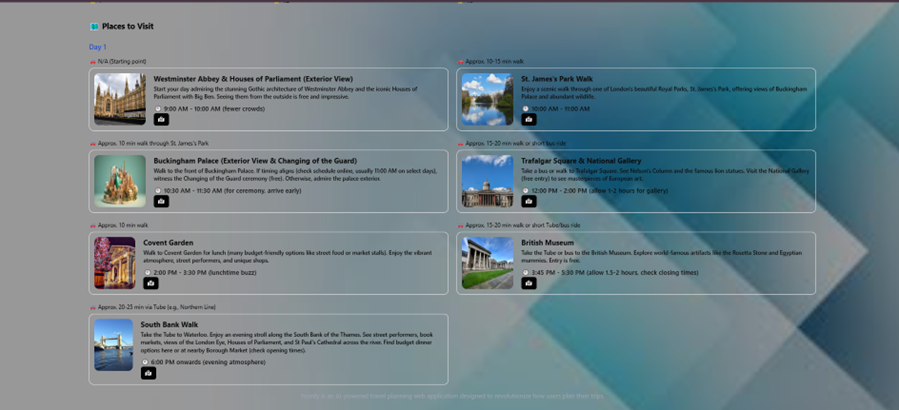 Places to Visit
Day 1
N/A (Starting point)
Westminster Abbey & Houses of Parliament (Exterior View)
Start your day admiring the stunning Gothic architecture of Westminster Abbey and the iconic Houses of
Parliament with Big Ben. Seeing them from the outside is free and impressive.
9:00 AM - 10:00 AM (fewer crowds)
Approx. 10-15 min walk
St. James's Park Walk
Enjoy a scenic walk through one of London's beautiful Royal Parks, St. James's Park, offering views of Buckingham
Palace and abundant wildlife.
10:00 AM - 11:00 AM
Approx. 10 min walk through St. James's Park
Buckingham Palace (Exterior View & Changing of the Guard)
Walk to the front of Buckingham Palace. If timing aligns (check schedule online, usually 11:00 AM on select days),
witness the Changing of the Guard ceremony (free). Otherwise, admire the palace exterior.
10:30 AM - 11:30 AM (for ceremony, arrive early)
Approx. 15-20 min walk or short bus ride
Trafalgar Square & National Gallery
Take a bus or walk to Trafalgar Square. See Nelson's Column and the famous lion statues. Visit the National Gallery
(free entry) to see masterpieces of European art.
12:00 PM - 2:00 PM (allow 1-2 hours for gallery)
Approx. 10 min walk
Covent Garden
Walk to Covent Garden for lunch (many budget-friendly options like street food or market stalls). Enjoy the vibrant
atmosphere, street performers, and unique shops.
2:00 PM - 3:30 PM (lunchtime buzz)
Approx. 15-20 min walk or short Tube/bus ride
British Museum
Take the Tube or bus to the British Museum. Explore world-famous artifacts like the Rosetta Stone and Egyptian
mummies. Entry is free.
3:45 PM - 5:30 PM (allow 1.5-2 hours, check closing times)
Approx. 20-25 min via Tube (e.g., Northern Line)
South Bank Walk
Take the Tube to Waterloo. Enjoy an evening stroll along the South Bank of the Thames. See street performers, book
markets, views of the London Eye, Houses of Parliament, and St Paul's Cathedral across the river. Find budget dinner
options here or at nearby Borough Market (check opening times).
6:00 PM onwards (evening atmosphere)
is an AI-powered travel planning web application designed to revolutionize how users plan their trips.